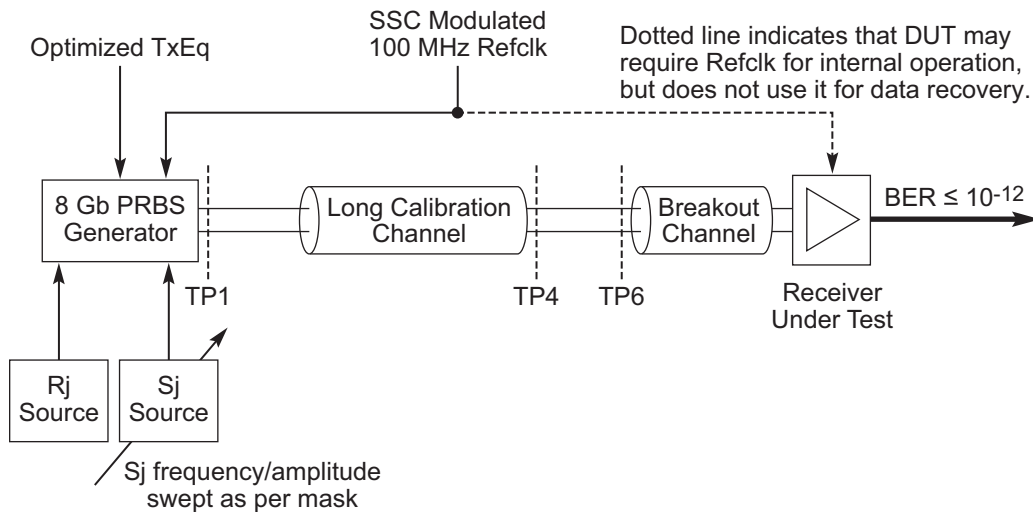 SSC Modulated
100 MHz Refclk
Optimized TxEq
Dotted line indicates that DUT may
require Refclk for internal operation,
but does not use it for data recovery.
8 Gb PRBS
Generator
Long Calibration
Channel
Breakout
Channel
BER ≤ 10-12
TP1
TP4
TP6
Receiver
Under Test
Rj
Source
Sj
Source
Sj frequency/amplitude
swept as per mask